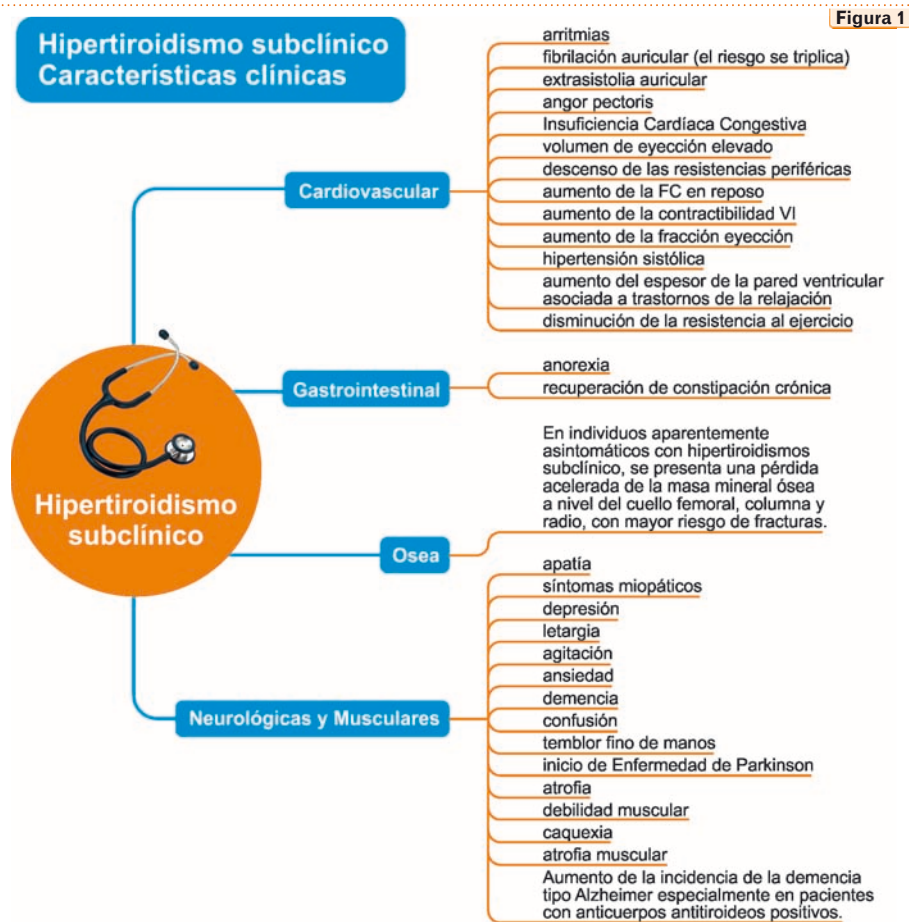 Figura 1
Hipertiroidismo subclínico
Características clínicas
Cardiovascular
arritmias
fibrilación auricular (el riesgo se triplica)
extrasistolia auricular
angor pectoris
Insuficiencia Cardíaca Congestiva
volumen de eyección elevado
descenso de las resistencias periféricas
aumento de la FC en reposo
aumento de la contractibilidad VI
aumento de la fracción eyección
hipertensión sistólica
aumento del espesor de la pared ventricular
asociada a trastornos de la relajación
disminución de la resistencia al ejercicio
Gastrointestinal
anorexia
recuperación de constipación crónica
Hipertiroidismo
subclínico
Osea
En individuos aparentemente
asintomáticos con hipertiroidismos
subclínico, se presenta una pérdida
acelerada de la masa mineral ósea
a nivel del cuello femoral, columna y
radio, con mayor riesgo de fracturas.
Neurológicas y Musculares
apatía
síntomas miopáticos
depresión
letargia
agitación
ansiedad
demencia
confusión
temblor fino de manos
inicio de Enfermedad de Parkinson
atrofia
debilidad muscular
caquexia
atrofia muscular
Aumento de la incidencia de la demencia
tipo Alzheimer especialmente en pacientes
con anticuerpos antitiroideos positivos.